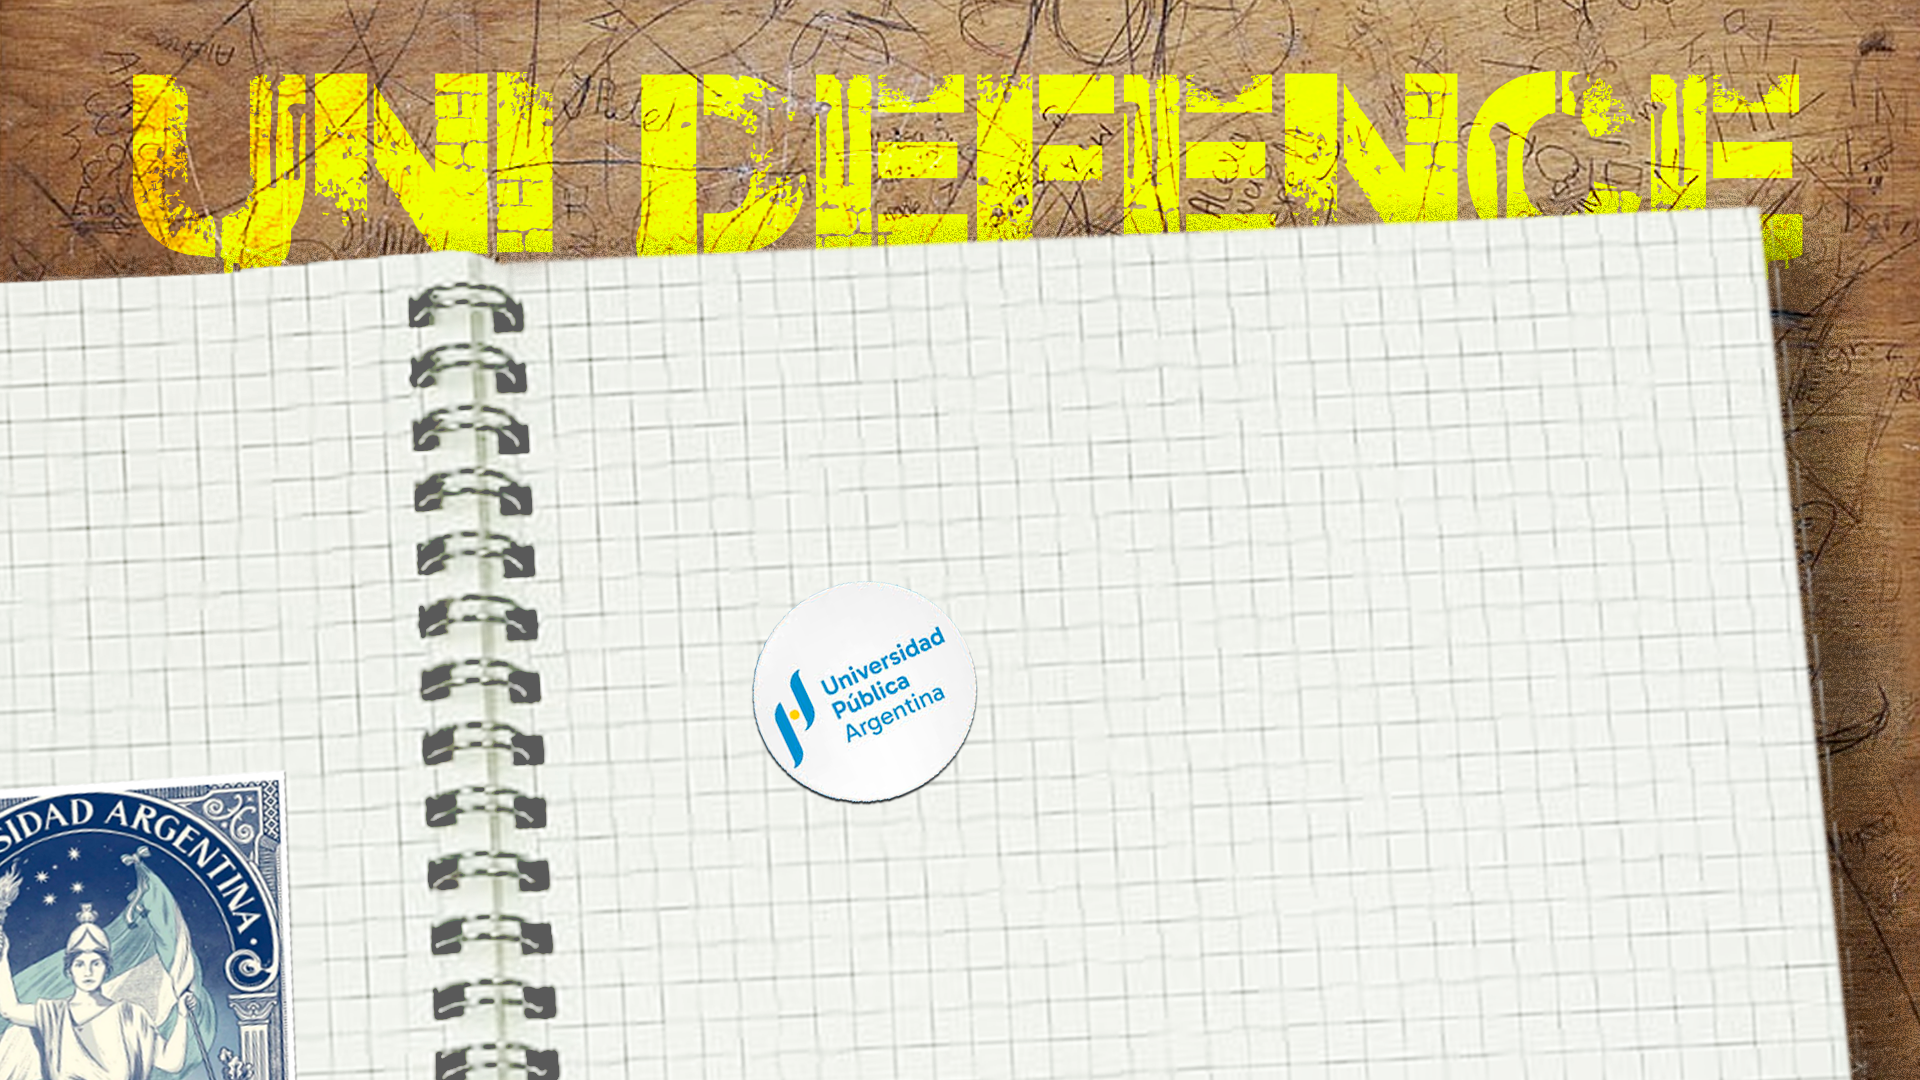 UNI DEFENCE
Universidad
Pública
Argentina
SIDAD ARGENTINA